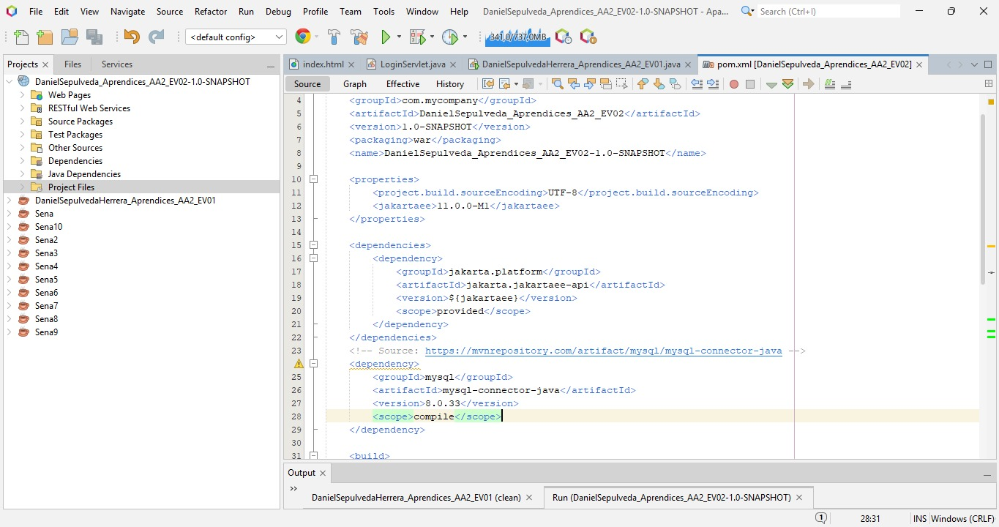 File Edit View Navigate Source Refactor Run Debug Profile Team Tools Window Help DanielSepulveda_Aprendices_AA2_EV02-1.0-SNAPSHOT - Apa... Search (Ctrl+I)
<default config> 341,0/737,0MB
Projects Files Services
index.html LoginServlet.java DanielSepulvedaHerrera_Aprendices_AA2_EV01.java pom.xml [DanielSepulveda_Aprendices_AA2_EV02]
Source Graph Effective History
DanielSepulveda_Aprendices_AA2_EV02-1.0-SNAPSHOT
Web Pages
RESTful Web Services
Source Packages
Test Packages
Other Sources
Dependencies
Java Dependencies
Project Files
DanielSepulvedaHerrera_Aprendices_AA2_EV01
Sena
Sena10
Sena2
Sena3
Sena4
Sena5
Sena6
Sena7
Sena8
Sena9
4 <groupId>com.mycompany</groupId>
5 <artifactId>DanielSepulveda_Aprendices_AA2_EV02</artifactId>
6 <version>1.0-SNAPSHOT</version>
7 <packaging>war</packaging>
8 <name>DanielSepulveda_Aprendices_AA2_EV02-1.0-SNAPSHOT</name>
9
10 <properties>
11 <project.build.sourceEncoding>UTF-8</project.build.sourceEncoding>
12 <jakartaee>11.0.0-M1</jakartaee>
13 </properties>
14
15 <dependencies>
16 <dependency>
17 <groupId>jakarta.platform</groupId>
18 <artifactId>jakarta.jakartaee-api</artifactId>
19 <version>${jakartaee}</version>
20 <scope>provided</scope>
21 </dependency>
22 </dependencies>
23 <!-- Source: https://mvnrepository.com/artifact/mysql/mysql-connector-java -->
<dependency>
25 <groupId>mysql</groupId>
26 <artifactId>mysql-connector-java</artifactId>
27 <version>8.0.33</version>
28 <scope>compile</scope>
29 </dependency>
30
31 <build>
Output
DanielSepulvedaHerrera_Aprendices_AA2_EV01 (clean) Run (DanielSepulveda_Aprendices_AA2_EV02-1.0-SNAPSHOT)
1 28:31 INS Windows (CRLF)